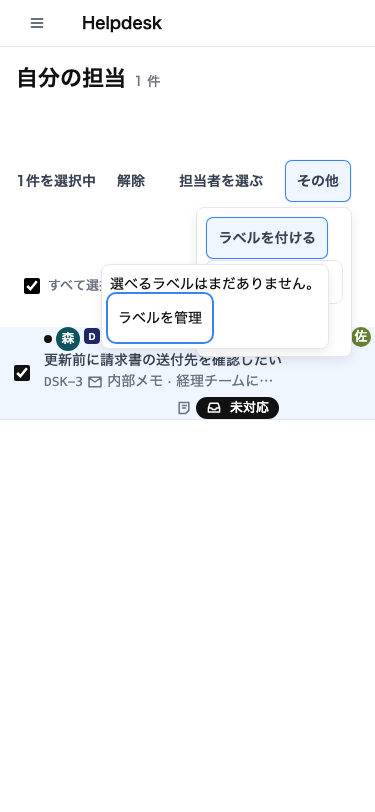 Helpdesk
自分の担当 1 件
1件を選択中 解除 担当者を選ぶ その他
ラベルを付ける
すべて選
選べるラベルはまだありません。
ラベルを管理
森 D 佐
更新前に請求書の送付先を確認したい
DSK-3 内部メモ · 経理チームに…
未対応